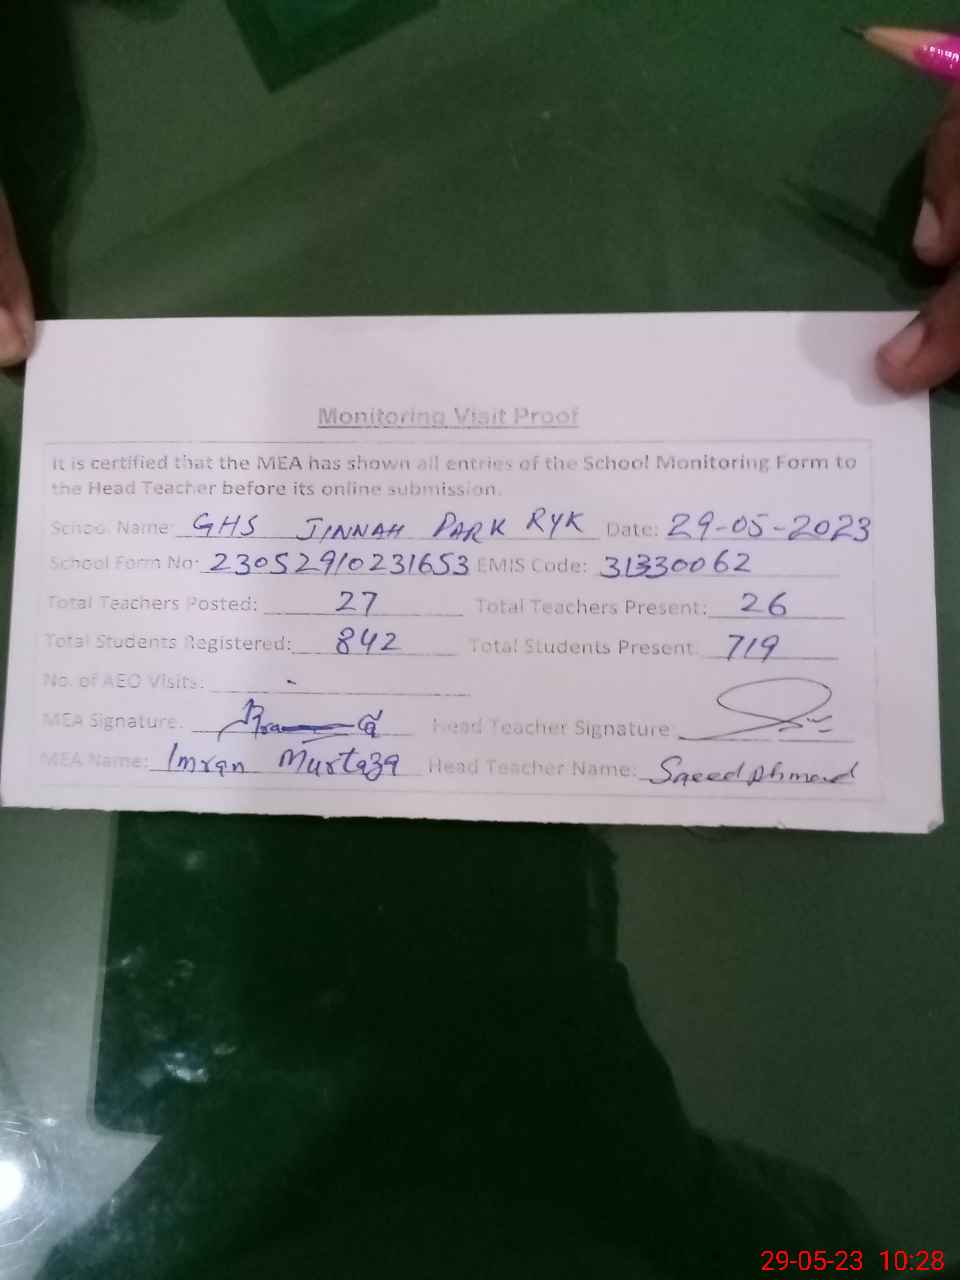 Monitoring Visit Proof
It is certified that the MEA has shown all entries of the School Monitoring Form to
the Head Teacher before its online submission.
School Name: GHS JINNAH PARK RYK Date: 29-05-2023
School Form No: 23052910231653 EMIS Code: 31330062
Total Teachers Posted: 27 Total Teachers Present: 26
Total Students Registered: 842 Total Students Present: 719
No. of AEO Visits: -
MEA Signature: Head Teacher Signature:
MEA Name: Imran Murtaza Head Teacher Name: Saeed Ahmad
29-05-23 10:28